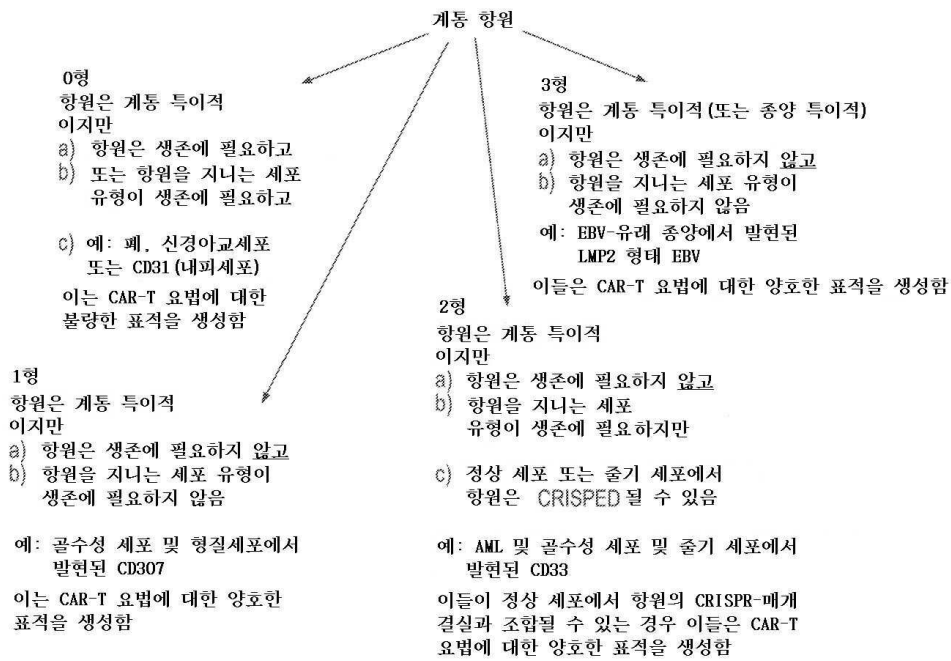 계통 항원
0형
항원은 계통 특이적
이지만
a) 항원은 생존에 필요하고
b) 또는 항원을 지니는 세포
유형이 생존에 필요하고
c) 예: 폐, 신경아교세포
또는 CD31(내피세포)
이는 CAR-T 요법에 대한
불량한 표적을 생성함
3형
항원은 계통 특이적(또는 종양 특이적)
이지만
a) 항원은 생존에 필요하지 않고
b) 항원을 지니는 세포 유형이
생존에 필요하지 않음
예: EBV-유래 종양에서 발현된
LMP2 형태 EBV
이들은 CAR-T 요법에 대한 양호한 표적을 생성함
1형
항원은 계통 특이적
이지만
a) 항원은 생존에 필요하지 않고
b) 항원을 지니는 세포 유형이
생존에 필요하지 않음
예: 골수성 세포 및 형질세포에서
발현된 CD307
이는 CAR-T 요법에 대한 양호한
표적을 생성함
2형
항원은 계통 특이적
이지만
a) 항원은 생존에 필요하지 않고
b) 항원을 지니는 세포
유형이 생존에 필요하지만
c) 정상 세포 또는 줄기 세포에서
항원은 CRISPED 될 수 있음
예: AML 및 골수성 세포 및 줄기 세포에서
발현된 CD33
이들이 정상 세포에서 항원의 CRISPR-매개
결실과 조합될 수 있는 경우 이들은 CAR-T
요법에 대한 양호한 표적을 생성함